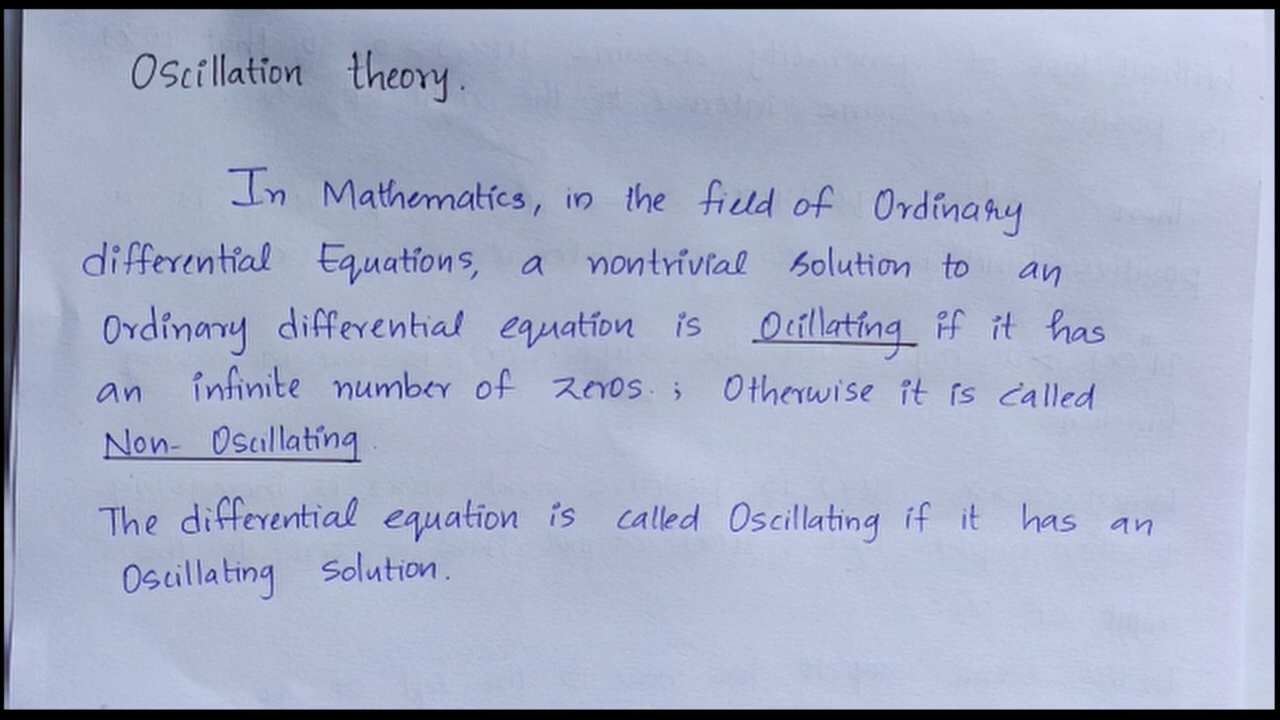 Oscillation theory.
In Mathematics, in the field of Ordinary
differential Equations, a nontrivial solution to an
Ordinary differential equation is Ocillating if it has
an infinite number of zeros. ; Otherwise it is called
Non- Oscillating.
The differential equation is called Oscillating if it has an
Oscillating solution.